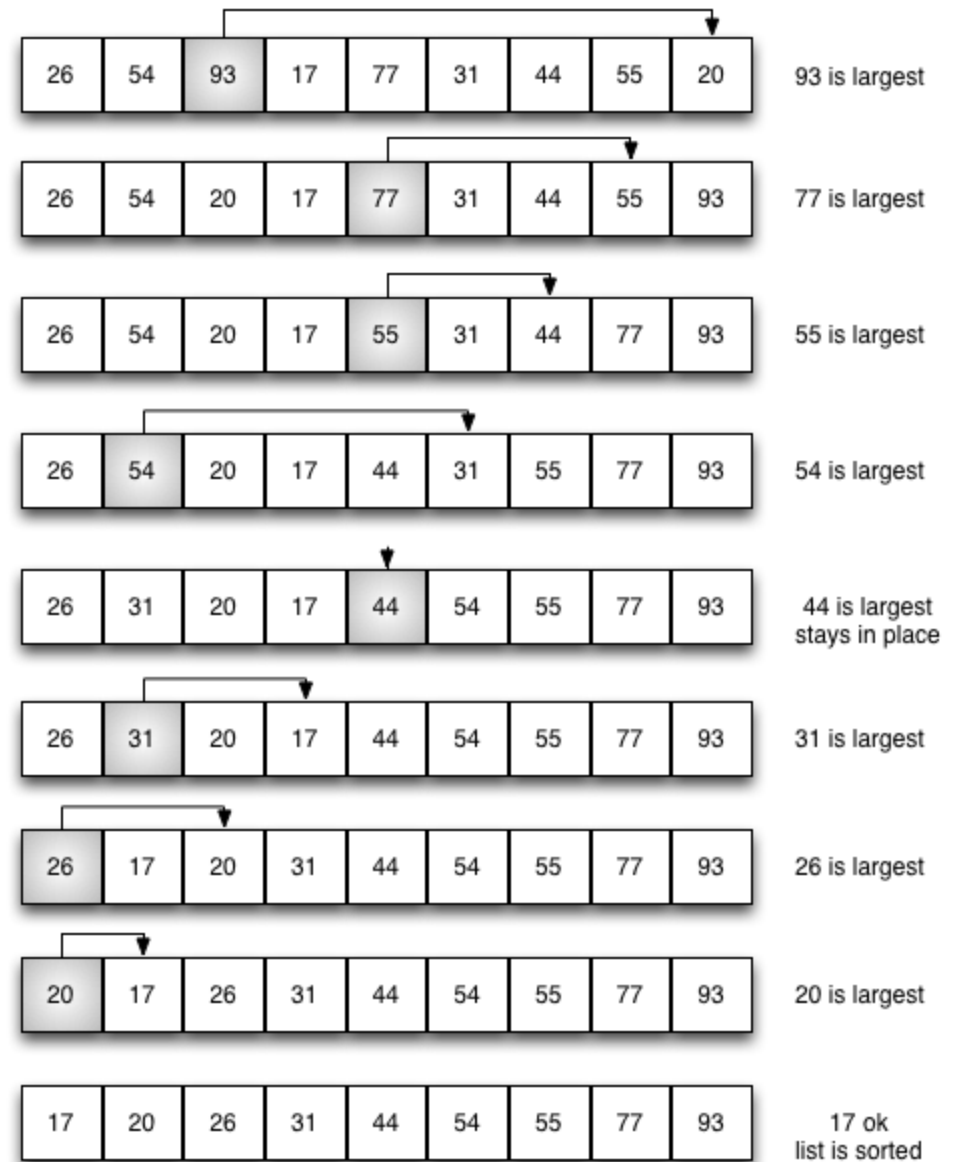 26 54 93 17 77 31 44 55 20 93 is largest
26 54 20 17 77 31 44 55 93 77 is largest
26 54 20 17 55 31 44 77 93 55 is largest
26 54 20 17 44 31 55 77 93 54 is largest
26 31 20 17 44 54 55 77 93 44 is largest
stays in place
26 31 20 17 44 54 55 77 93 31 is largest
26 17 20 31 44 54 55 77 93 26 is largest
20 17 26 31 44 54 55 77 93 20 is largest
17 20 26 31 44 54 55 77 93 17 ok
list is sorted